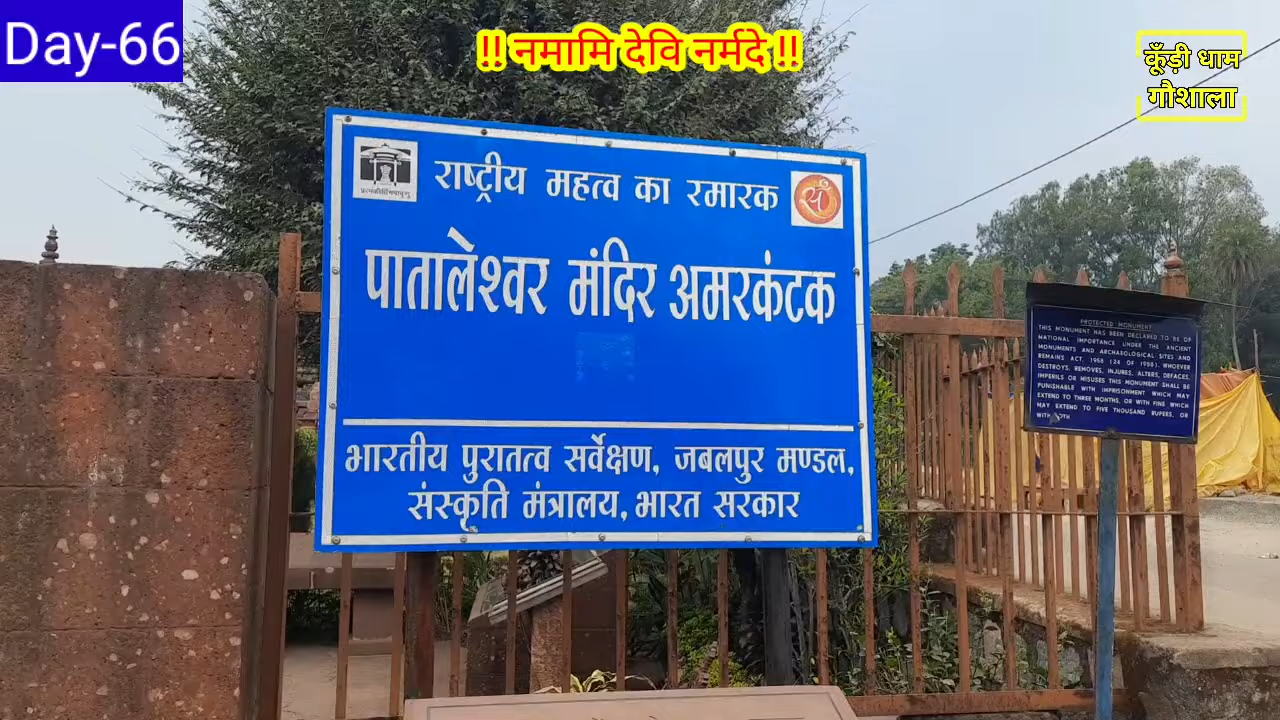 Day-66
!! नमामि देवि नर्मदे !!
कूँड़ी धाम
गौशाला
राष्ट्रीय महत्व का रमारक
पातालेश्वर मंदिर अमरकंटक
भारतीय पुरातत्व सर्वेक्षण, जबलपुर मण्डल,
संस्कृति मंत्रालय, भारत सरकार
PROTECTED MONUMENT
THIS MONUMENT HAS BEEN DECLARED TO BE OF
NATIONAL IMPORTANCE UNDER THE ANCIENT
MONUMENTS AND ARCHAEOLOGICAL SITES AND
REMAINS ACT, 1958 (24 OF 1958). WHOEVER
DESTROYS, REMOVES, INJURES, ALTERS, DEFACES,
IMPERILS OR MISUSES THIS MONUMENT SHALL BE
PUNISHABLE WITH IMPRISONMENT WHICH MAY
EXTEND TO THREE MONTHS, OR WITH FINE WHICH
MAY EXTEND TO FIVE THOUSAND RUPEES, OR
WITH BOTH